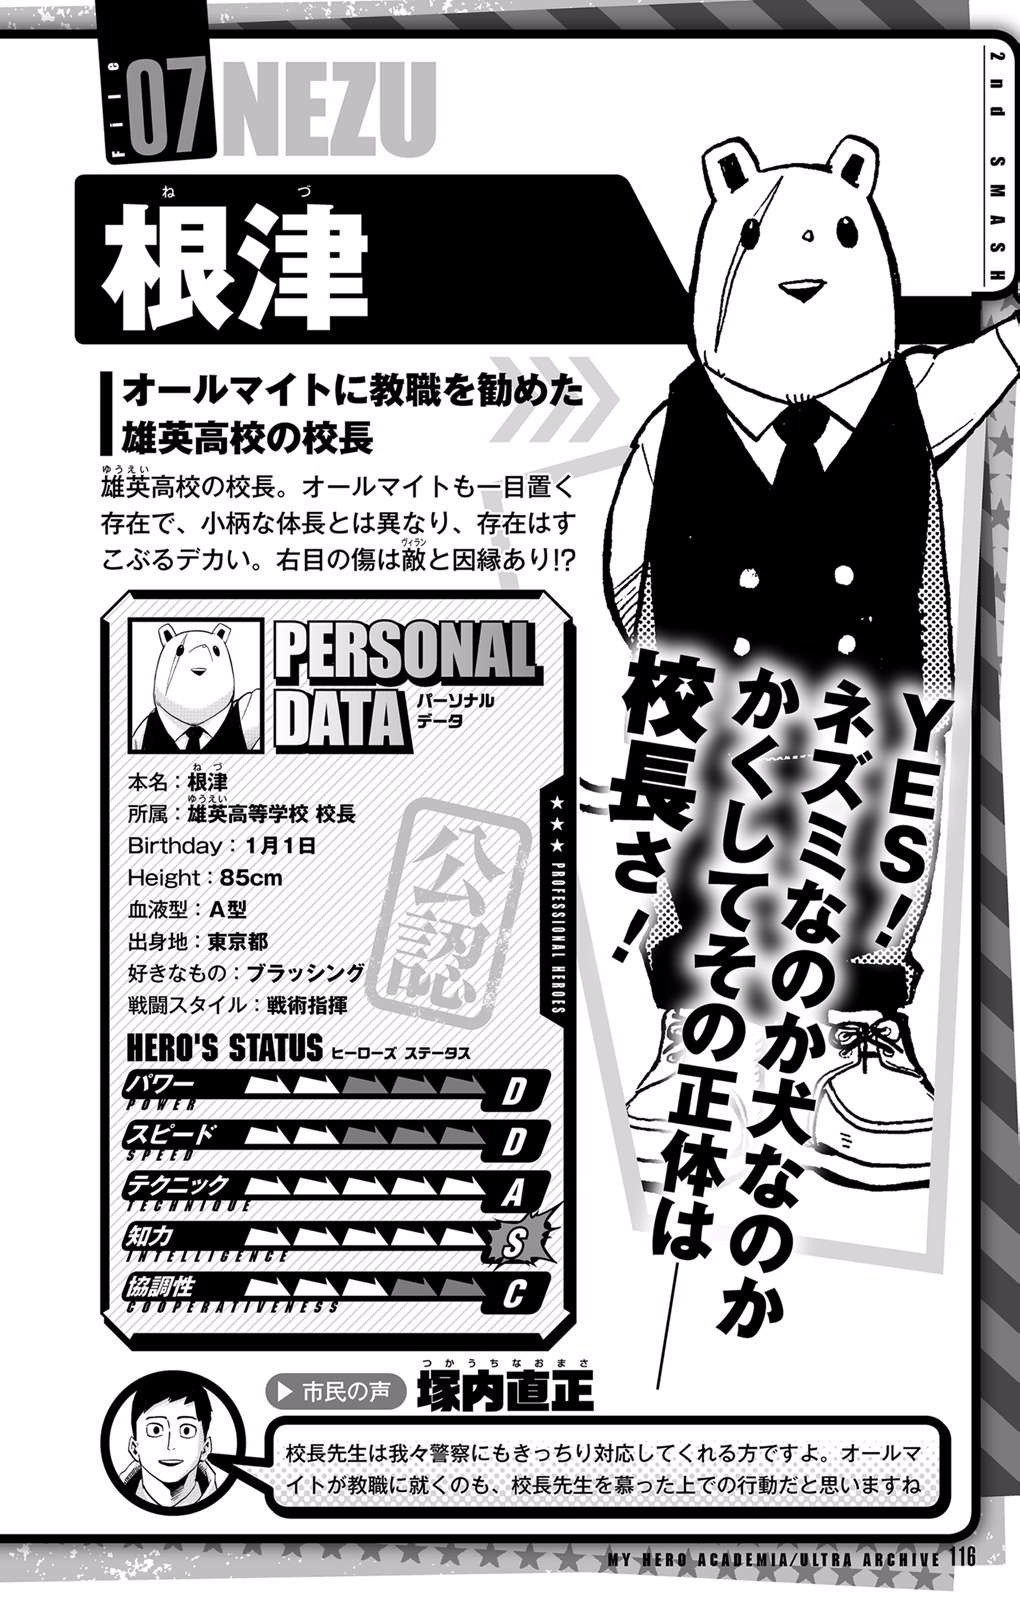 File 07 NEZU
2nd SMASH
ねづ
根津
オールマイトに教職を勧めた
雄英高校の校長
ゆうえい
雄英高校の校長。オールマイトも一目置く
存在で、小柄な体長とは異なり、存在はす
ヴィラン
こぶるデカい。右目の傷は敵と因縁あり!?
YES!
ネズミなのか犬なのか
かくしてその正体は—
校長さ!
PERSONAL
DATA パーソナル
データ
ねづ
本名：根津
ゆうえい
所属：雄英高等学校 校長
Birthday：1月1日
Height：85cm
血液型：A型
出身地：東京都
好きなもの：ブラッシング
戦闘スタイル：戦術指揮
公認
PROFESSIONAL HEROES
HERO'S STATUS ヒーローズ ステータス
パワー D
POWER
スピード D
SPEED
テクニック A
TECHNIQUE
知力 S
INTELLIGENCE
協調性 C
COOPERATIVENESS
つかうちなおまさ
▶市民の声 塚内直正
校長先生は我々警察にもきっちり対応してくれる方ですよ。オールマ
イトが教職に就くのも、校長先生を慕った上での行動だと思いますね
MY HERO ACADEMIA/ULTRA ARCHIVE 116